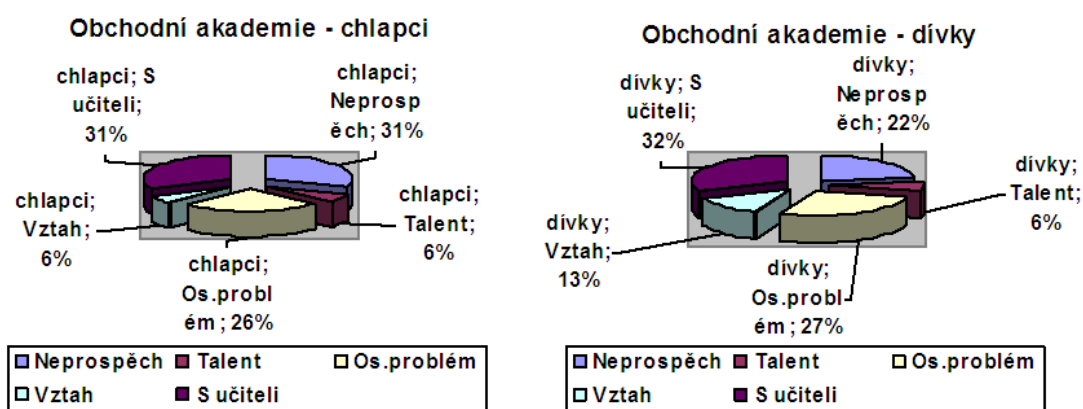 Obchodní akademie - chlapci
chlapci; S
učiteli;
31%
chlapci;
Neprosp
ěch; 31%
chlapci;
Vztah;
6%
chlapci;
Talent;
6%
chlapci;
Os.probl
ém; 26%
Neprospěch Talent Os.problém
Vztah S učiteli
Obchodní akademie - dívky
dívky; S
učiteli;
32%
dívky;
Neprosp
ěch; 22%
dívky;
Talent;
6%
dívky;
Vztah;
13%
dívky;
Os.probl
ém; 27%
Neprospěch Talent Os.problém
Vztah S učiteli